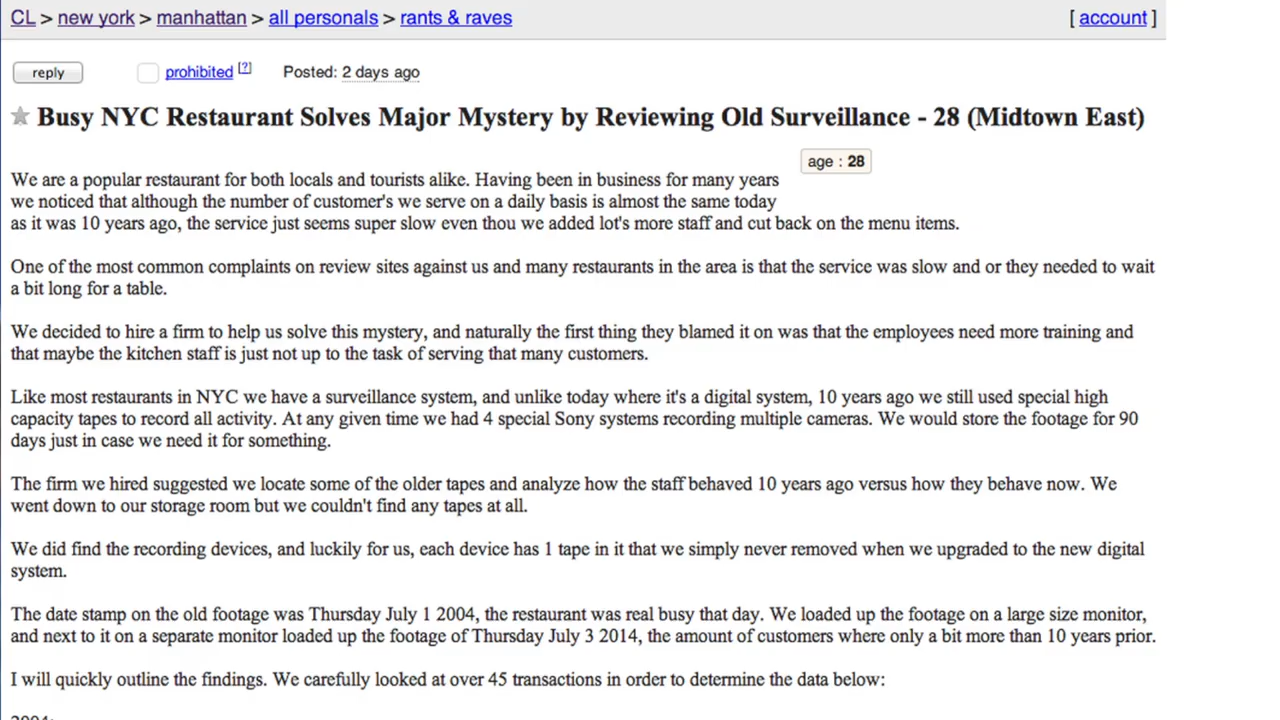 CL > new york > manhattan > all personals > rants & raves [ account ]
reply prohibited [?] Posted: 2 days ago
Busy NYC Restaurant Solves Major Mystery by Reviewing Old Surveillance - 28 (Midtown East)
age : 28
We are a popular restaurant for both locals and tourists alike. Having been in business for many years
we noticed that although the number of customer's we serve on a daily basis is almost the same today
as it was 10 years ago, the service just seems super slow even thou we added lot's more staff and cut back on the menu items.
One of the most common complaints on review sites against us and many restaurants in the area is that the service was slow and or they needed to wait
a bit long for a table.
We decided to hire a firm to help us solve this mystery, and naturally the first thing they blamed it on was that the employees need more training and
that maybe the kitchen staff is just not up to the task of serving that many customers.
Like most restaurants in NYC we have a surveillance system, and unlike today where it's a digital system, 10 years ago we still used special high
capacity tapes to record all activity. At any given time we had 4 special Sony systems recording multiple cameras. We would store the footage for 90
days just in case we need it for something.
The firm we hired suggested we locate some of the older tapes and analyze how the staff behaved 10 years ago versus how they behave now. We
went down to our storage room but we couldn't find any tapes at all.
We did find the recording devices, and luckily for us, each device has 1 tape in it that we simply never removed when we upgraded to the new digital
system.
The date stamp on the old footage was Thursday July 1 2004, the restaurant was real busy that day. We loaded up the footage on a large size monitor,
and next to it on a separate monitor loaded up the footage of Thursday July 3 2014, the amount of customers where only a bit more than 10 years prior.
I will quickly outline the findings. We carefully looked at over 45 transactions in order to determine the data below:
2004: